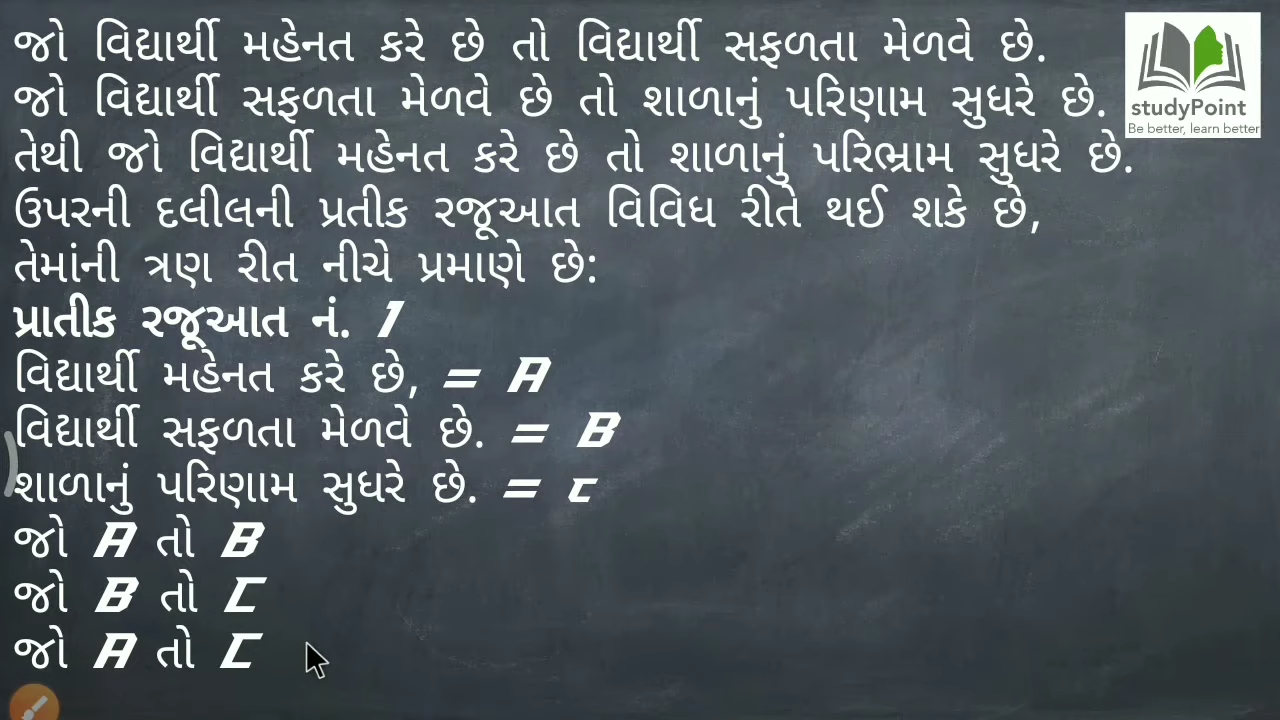 જો વિદ્યાર્થી મહેનત કરે છે તો વિદ્યાર્થી સફળતા મેળવે છે.
જો વિદ્યાર્થી સફળતા મેળવે છે તો શાળાનું પરિણામ સુધરે છે.
તેથી જો વિદ્યાર્થી મહેનત કરે છે તો શાળાનું પરિભ્રામ સુધરે છે.
ઉપરની દલીલની પ્રતીક રજૂઆત વિવિધ રીતે થઈ શકે છે,
તેમાંની ત્રણ રીત નીચે પ્રમાણે છે:
પ્રાતીક રજૂઆત નં. 1
વિદ્યાર્થી મહેનત કરે છે, = A
વિદ્યાર્થી સફળતા મેળવે છે. = B
શાળાનું પરિણામ સુધરે છે. = c
જો A તો B
જો B તો C
જો A તો C
studyPoint
Be better, learn better